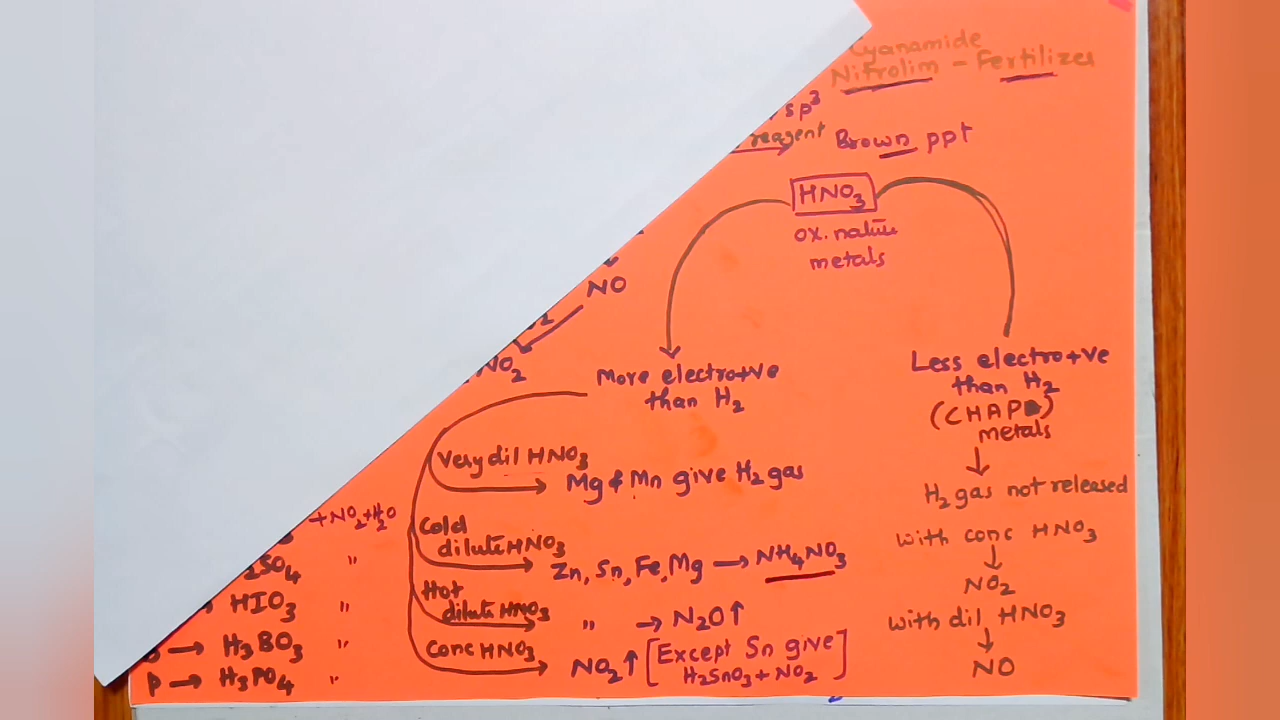 Cyanamide
Nitrolim - Fertilizer
sp³
reagent
Brown ppt
HNO₃
ox. nature
metals
NO
NO₂
More electro+ve
than H₂
Less electro+ve
than H₂
(CHAP)
metals
H₂ gas not released
with conc HNO₃
NO₂
with dil HNO₃
NO
Very dil HNO₃
Mg & Mn give H₂ gas
Cold
dilute HNO₃
Zn, Sn, Fe, Mg → NH₄NO₃
Hot
dilute HNO₃
" → N₂O↑
Conc HNO₃
NO₂↑ [Except Sn give
H₂SnO₃ + NO₂]
+ NO₂ + H₂O
₂SO₄ "
HIO₃ "
→ H₃BO₃ "
P → H₃PO₄ "